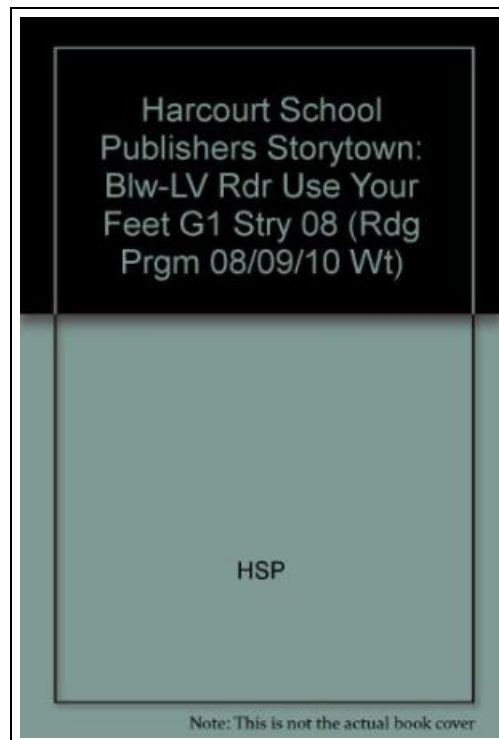 Harcourt School
Publishers Storytown:
Blw-LV Rdr Use Your
Feet G1 Stry 08 (Rdg
Prgm 08/09/10 Wt)
HSP
Note: This is not the actual book cover